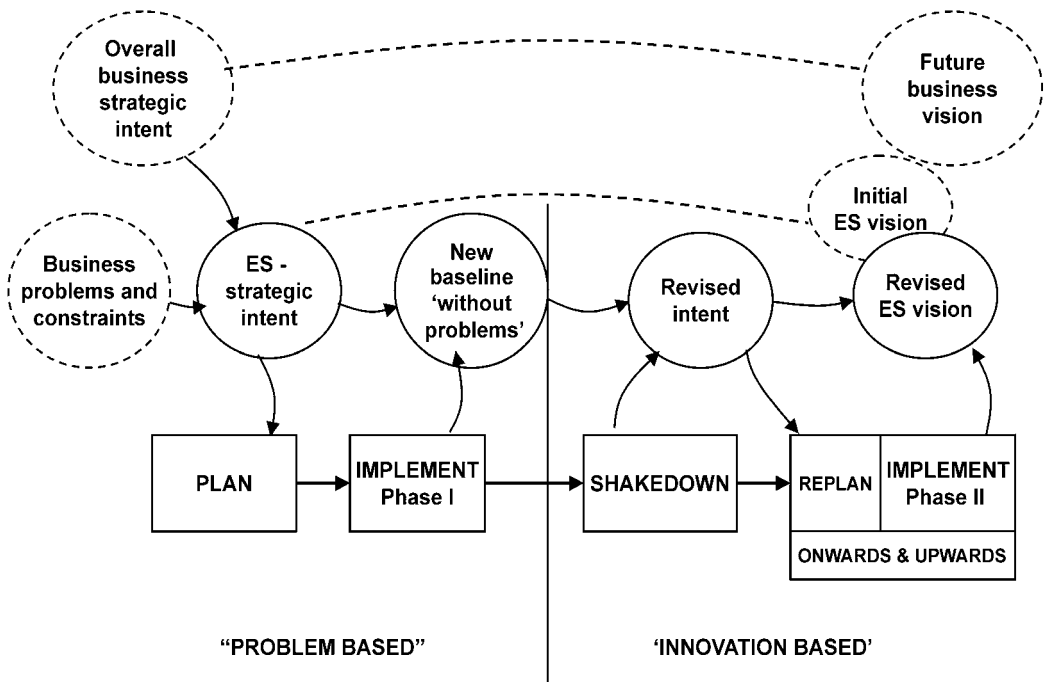 Overall
business
strategic
intent
Future
business
vision
Initial
ES vision
Business
problems and
constraints
ES -
strategic
intent
New
baseline
‘without
problems’
Revised
intent
Revised
ES vision
PLAN
IMPLEMENT
Phase I
SHAKEDOWN
REPLAN
IMPLEMENT
Phase II
ONWARDS & UPWARDS
“PROBLEM BASED”
‘INNOVATION BASED’